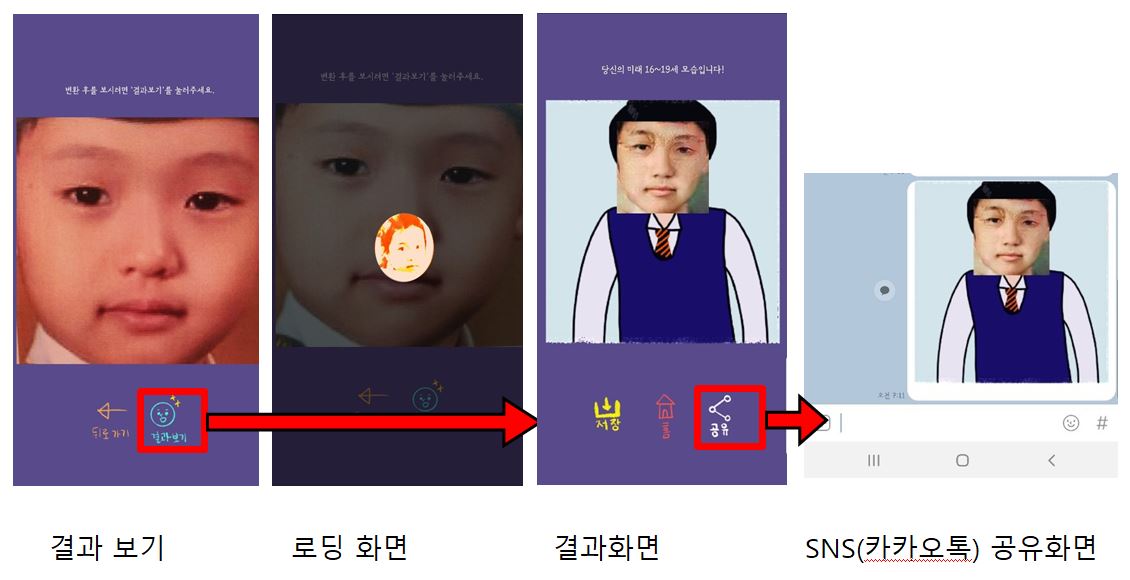 변환 후를 보시려면 '결과보기'를 눌러주세요.
뒤로가기
결과보기
변환 후를 보시려면 '결과보기'를 눌러주세요.
당신의 미래 16~19세 모습입니다!
저장
홈으로
공유
오전 7:11
#
결과 보기
로딩 화면
결과화면
SNS(카카오톡) 공유화면